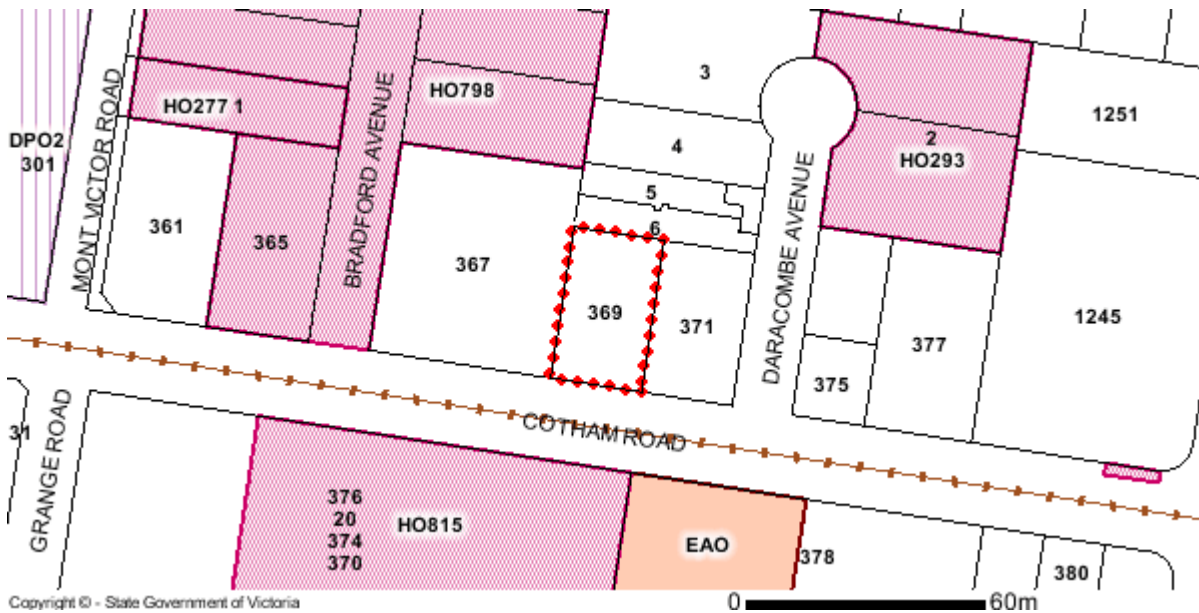 3
1251
MONT VICTOR ROAD
HO277 1
BRADFORD AVENUE
HO798
DPO2
301
4
2
HO293
5
6
361
365
367
369
371
DARACOMBE AVENUE
377
1245
375
31
GRANGE ROAD
COTHAM ROAD
376
20
374
370
HO815
EAO
378
380
Copyright © - State Government of Victoria
0 60m